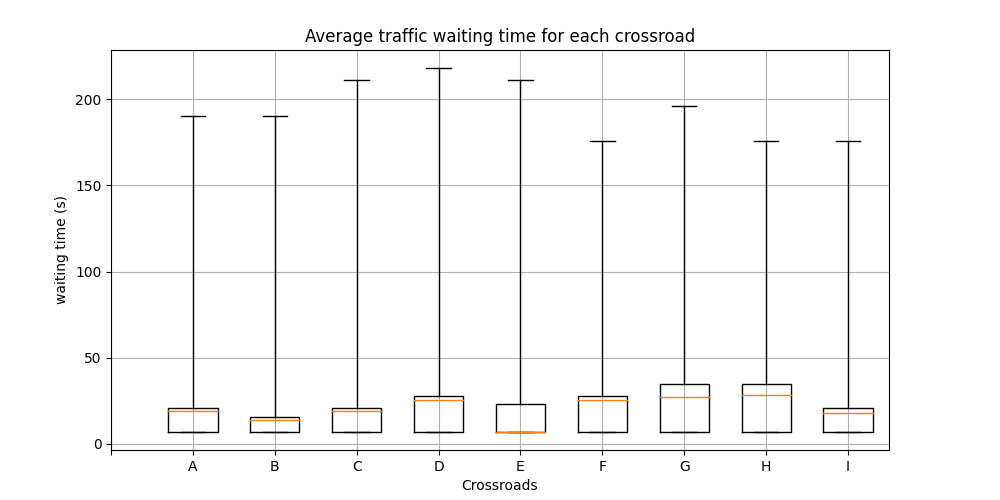 Average traffic waiting time for each crossroad
waiting time (s)
200
150
100
50
0
A B C D E F G H I
Crossroads